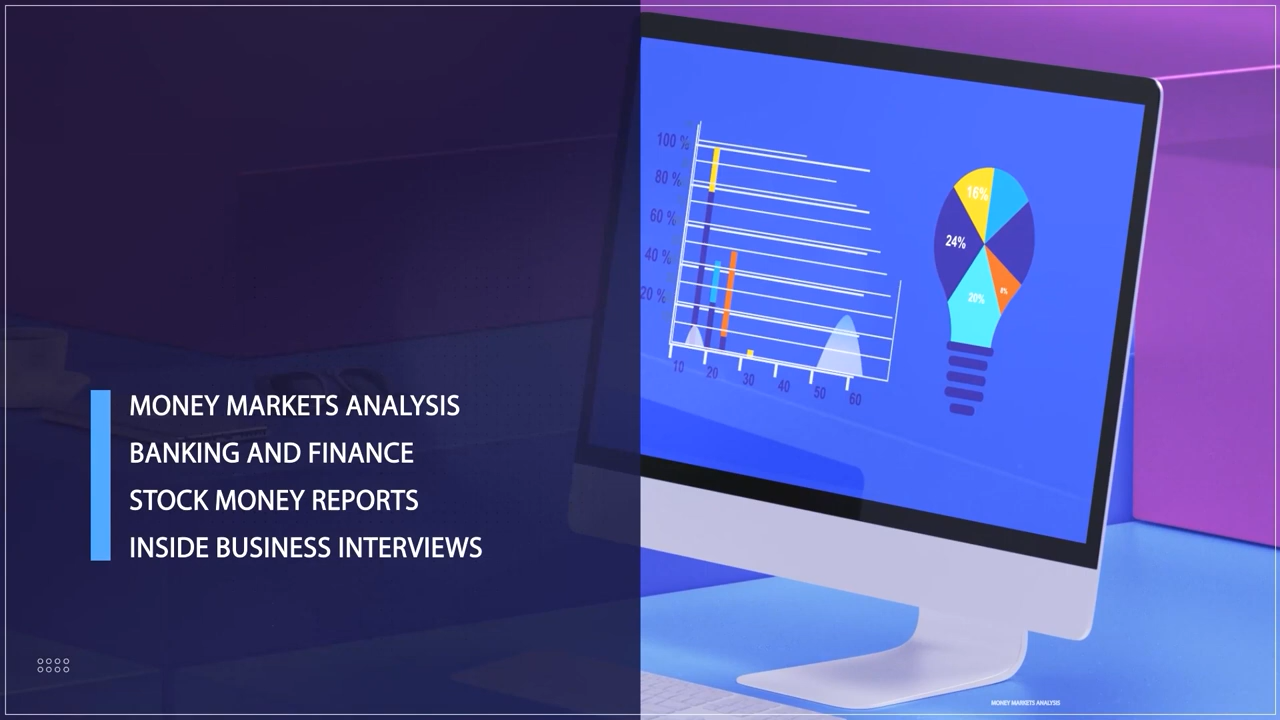 MONEY MARKETS ANALYSIS
BANKING AND FINANCE
STOCK MONEY REPORTS
INSIDE BUSINESS INTERVIEWS
100 %
80 %
60 %
40 %
20 %
10 20 30 40 50 60
16%
24%
20%
8%
MONEY MARKETS ANALYSIS